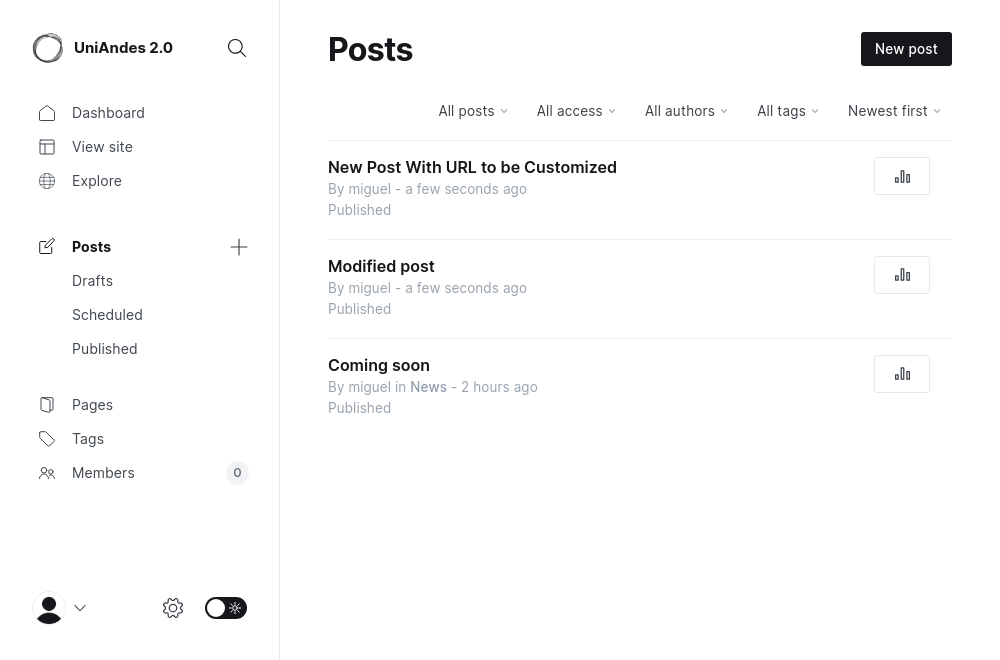 UniAndes 2.0
Dashboard
View site
Explore
Posts
Drafts
Scheduled
Published
Pages
Tags
Members 0
Posts
New post
All posts All access All authors All tags Newest first
New Post With URL to be Customized
By miguel - a few seconds ago
Published
Modified post
By miguel - a few seconds ago
Published
Coming soon
By miguel in News - 2 hours ago
Published